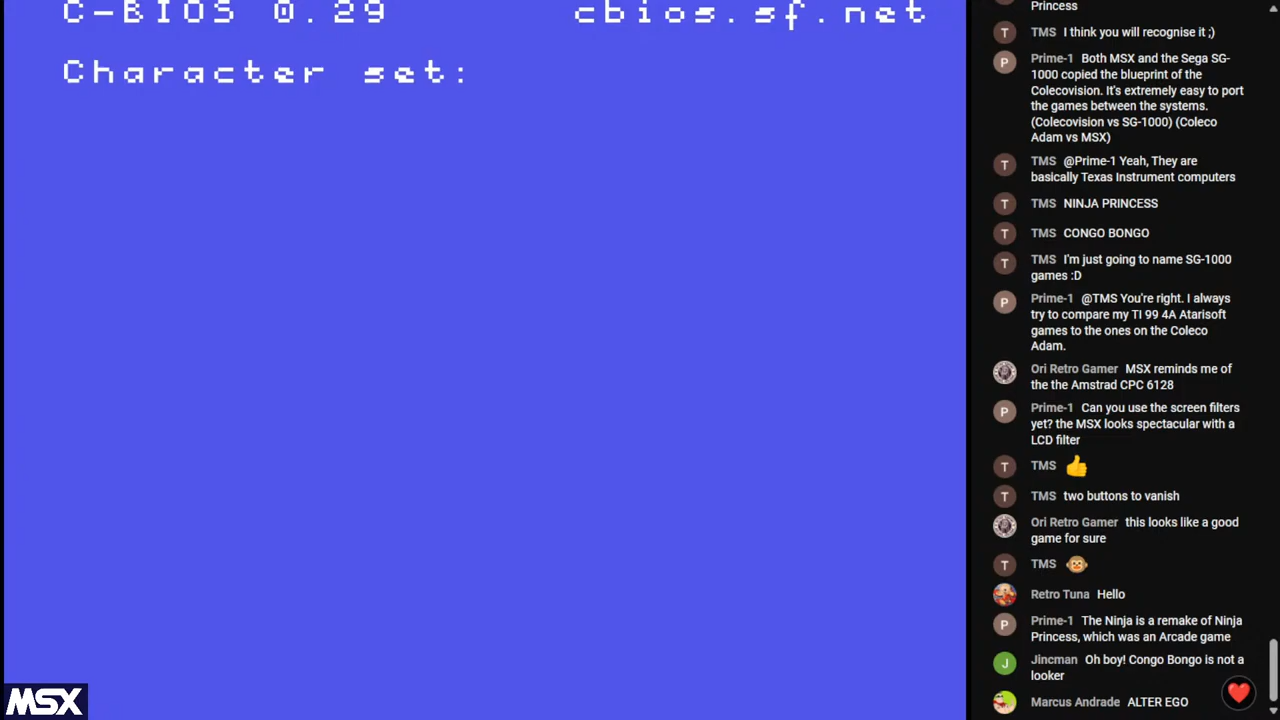 C-BIOS 0.29 cbios.sf.net
Character set:
MSX
Princess
TMS I think you will recognise it ;)
Prime-1 Both MSX and the Sega SG-
1000 copied the blueprint of the
Colecovision. It's extremely easy to port
the games between the systems.
(Colecovision vs SG-1000) (Coleco
Adam vs MSX)
TMS @Prime-1 Yeah, They are
basically Texas Instrument computers
TMS NINJA PRINCESS
TMS CONGO BONGO
TMS I'm just going to name SG-1000
games :D
Prime-1 @TMS You're right. I always
try to compare my TI 99 4A Atarisoft
games to the ones on the Coleco
Adam.
Ori Retro Gamer MSX reminds me of
the the Amstrad CPC 6128
Prime-1 Can you use the screen filters
yet? the MSX looks spectacular with a
LCD filter
TMS 👍
TMS two buttons to vanish
Ori Retro Gamer this looks like a good
game for sure
TMS 🐵
Retro Tuna Hello
Prime-1 The Ninja is a remake of Ninja
Princess, which was an Arcade game
Jincman Oh boy! Congo Bongo is not a
looker
Marcus Andrade ALTER EGO